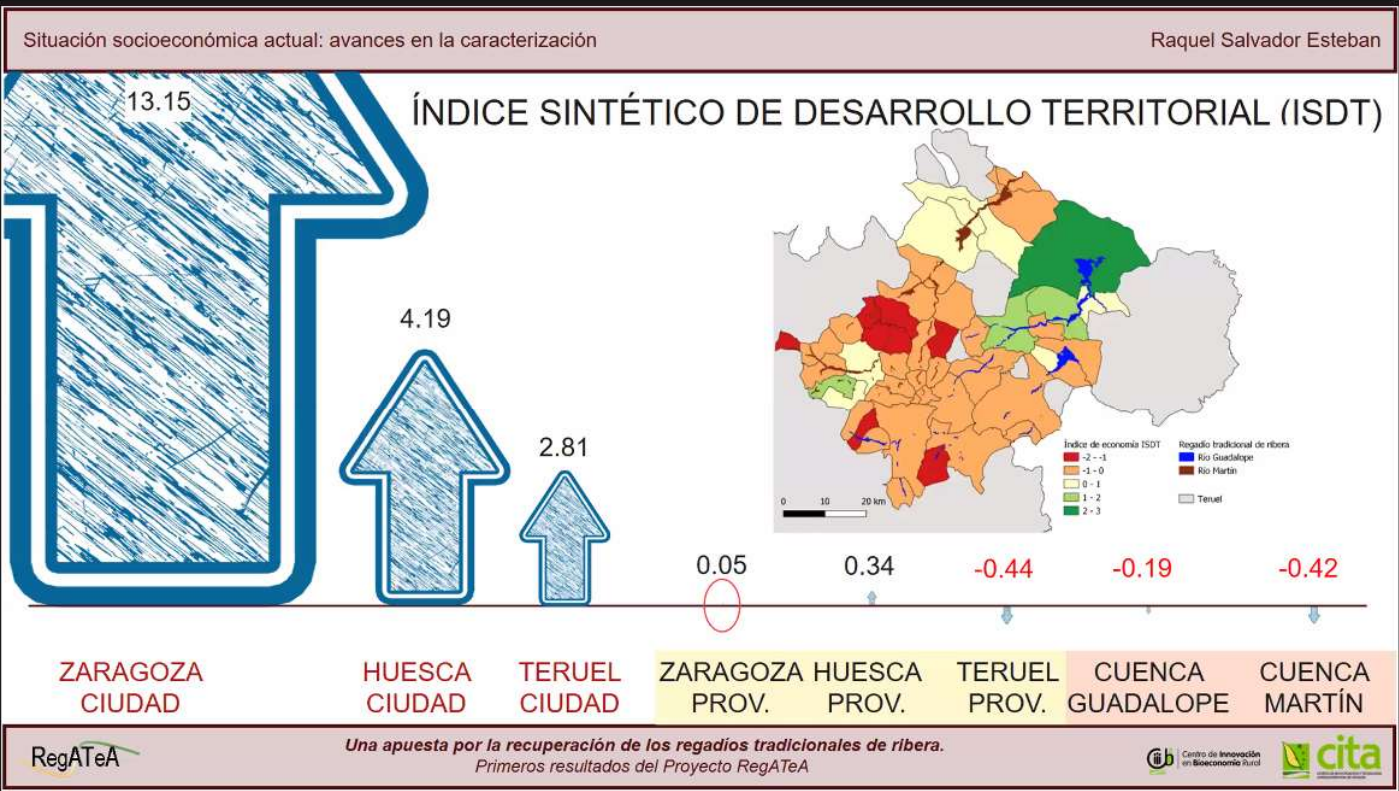 Situación socioeconómica actual: avances en la caracterización
Raquel Salvador Esteban
13.15
ÍNDICE SINTÉTICO DE DESARROLLO TERRITORIAL (ISDT)
4.19
2.81
Índice de economía ISDT
-2 - -1
-1 - 0
0 - 1
1 - 2
2 - 3
Regadío tradicional de ribera
Río Guadalope
Río Martín
Teruel
0 10 20 km
0.05
0.34
-0.44
-0.19
-0.42
ZARAGOZA
CIUDAD
HUESCA
CIUDAD
TERUEL
CIUDAD
ZARAGOZA
PROV.
HUESCA
PROV.
TERUEL
PROV.
CUENCA
GUADALOPE
CUENCA
MARTÍN
RegATeA
Una apuesta por la recuperación de los regadíos tradicionales de ribera.
Primeros resultados del Proyecto RegATeA
Centro de Innovación
en Bioeconomía Rural
cita